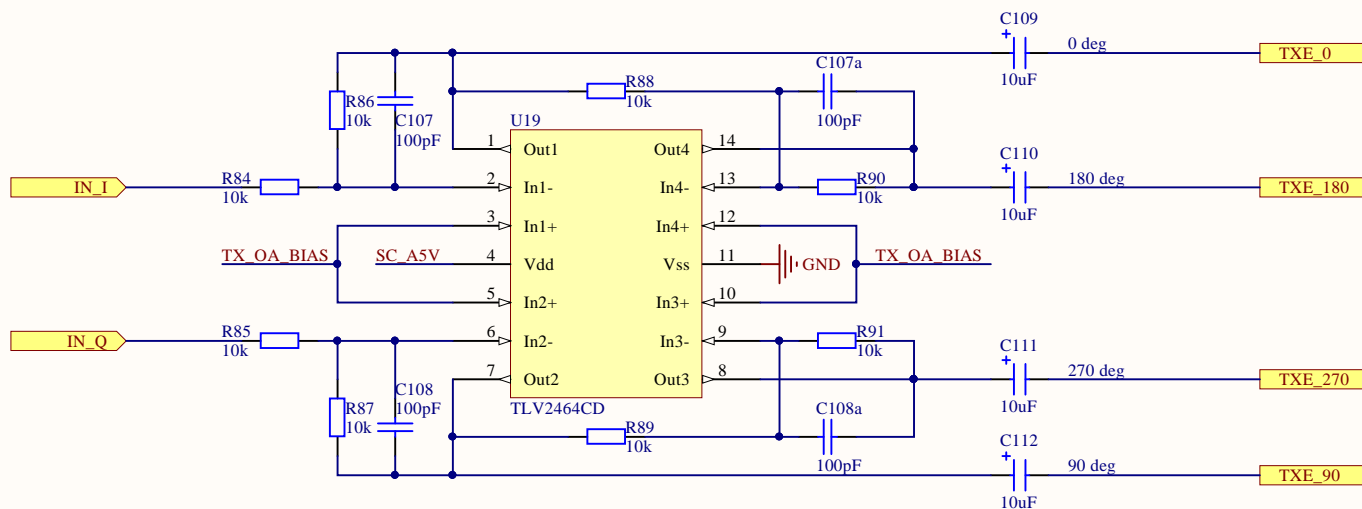 C109
0 deg
TXE_0
10uF
C107a
R88
10k
100pF
R86
10k
C107
100pF
U19
1
Out1
Out4
14
C110
180 deg
TXE_180
10uF
IN_I
R84
10k
2
In1-
In4-
13
R90
10k
3
In1+
In4+
12
TX_OA_BIAS
SC_A5V
4
Vdd
Vss
11
GND
TX_OA_BIAS
5
In2+
In3+
10
IN_Q
R85
10k
6
In2-
In3-
9
R91
10k
C111
270 deg
TXE_270
10uF
7
Out2
Out3
8
C108
100pF
R87
10k
TLV2464CD
C108a
100pF
R89
10k
C112
90 deg
TXE_90
10uF